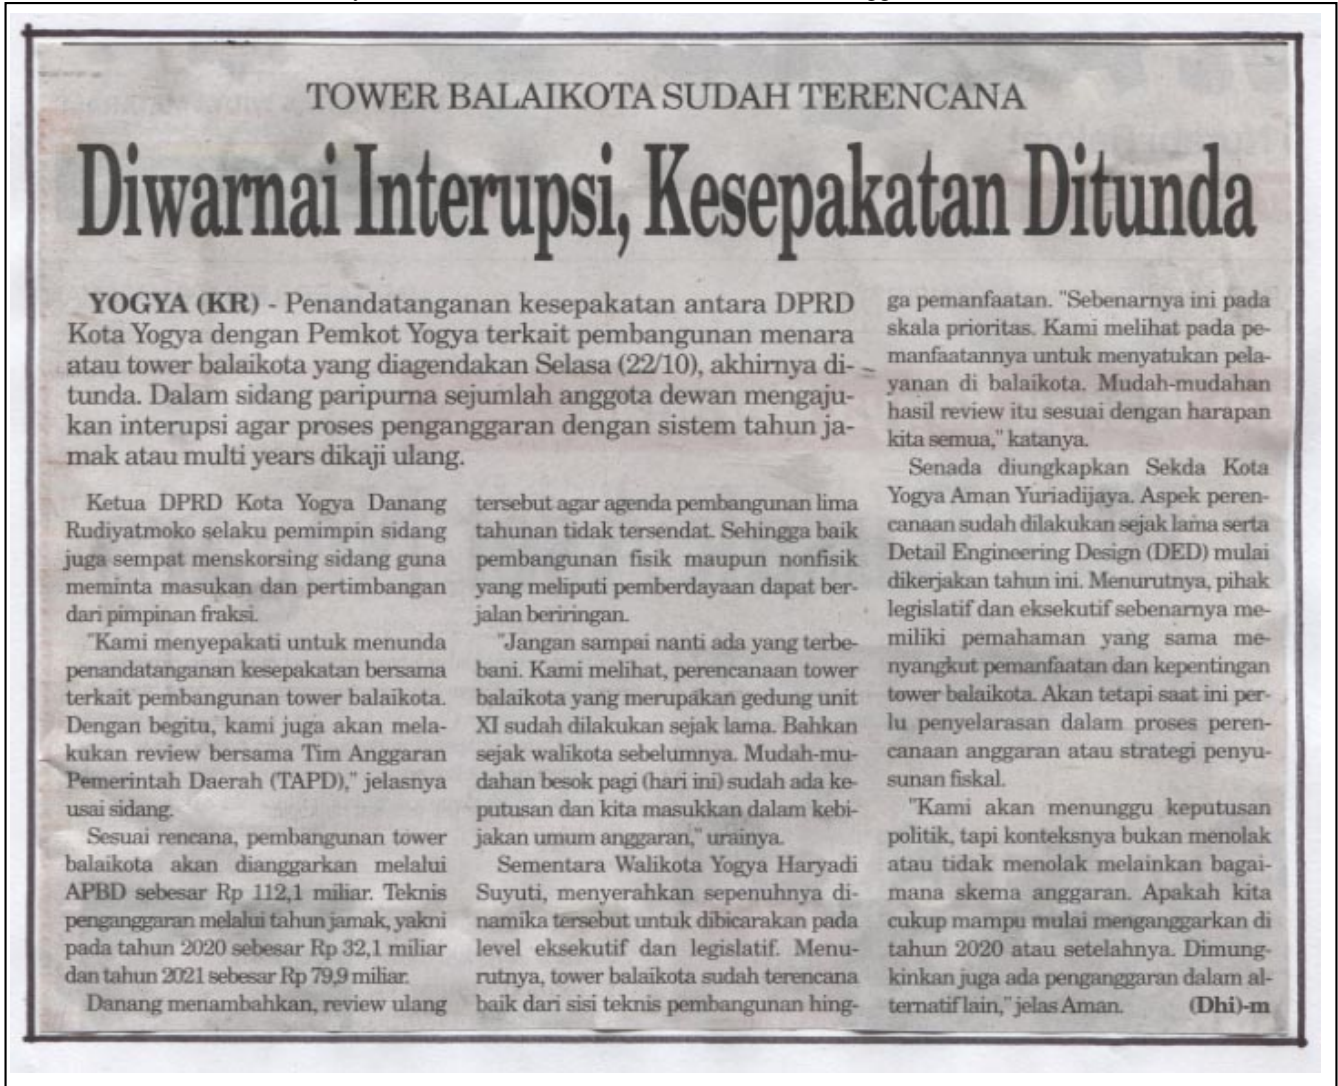 TOWER BALAIKOTA SUDAH TERENCANA
Diwarnai Interupsi, Kesepakatan Ditunda
YOGYA (KR) - Penandatanganan kesepakatan antara DPRD
Kota Yogya dengan Pemkot Yogya terkait pembangunan menara
atau tower balaikota yang diagendakan Selasa (22/10), akhirnya di-
tunda. Dalam sidang paripurna sejumlah anggota dewan mengaju-
kan interupsi agar proses penganggaran dengan sistem tahun ja-
mak atau multi years dikaji ulang.
Ketua DPRD Kota Yogya Danang
Rudiyatmoko selaku pemimpin sidang
juga sempat menskorsing sidang guna
meminta masukan dan pertimbangan
dari pimpinan fraksi.
"Kami menyepakati untuk menunda
penandatanganan kesepakatan bersama
terkait pembangunan tower balaikota.
Dengan begitu, kami juga akan mela-
kukan review bersama Tim Anggaran
Pemerintah Daerah (TAPD)," jelasnya
usai sidang.
Sesuai rencana, pembangunan tower
balaikota akan dianggarkan melalui
APBD sebesar Rp 112,1 miliar. Teknis
penganggaran melalui tahun jamak, yakni
pada tahun 2020 sebesar Rp 32,1 miliar
dan tahun 2021 sebesar Rp 79,9 miliar.
Danang menambahkan, review ulang
tersebut agar agenda pembangunan lima
tahunan tidak tersendat. Sehingga baik
pembangunan fisik maupun nonfisik
yang meliputi pemberdayaan dapat ber-
jalan beriringan.
"Jangan sampai nanti ada yang terbe-
bani. Kami melihat, perencanaan tower
balaikota yang merupakan gedung unit
XI sudah dilakukan sejak lama. Bahkan
sejak walikota sebelumnya. Mudah-mu-
dahan besok pagi (hari ini) sudah ada ke-
putusan dan kita masukkan dalam kebi-
jakan umum anggaran," urainya.
Sementara Walikota Yogya Haryadi
Suyuti, menyerahkan sepenuhnya di-
namika tersebut untuk dibicarakan pada
level eksekutif dan legislatif. Menu-
rutnya, tower balaikota sudah terencana
baik dari sisi teknis pembangunan hing-
ga pemanfaatan. "Sebenarnya ini pada
skala prioritas. Kami melihat pada pe-
manfaatannya untuk menyatukan pela-
yanan di balaikota. Mudah-mudahan
hasil review itu sesuai dengan harapan
kita semua," katanya.
Senada diungkapkan Sekda Kota
Yogya Aman Yuriadijaya. Aspek peren-
canaan sudah dilakukan sejak lama serta
Detail Engineering Design (DED) mulai
dikerjakan tahun ini. Menurutnya, pihak
legislatif dan eksekutif sebenarnya me-
miliki pemahaman yang sama me-
nyangkut pemanfaatan dan kepentingan
tower balaikota. Akan tetapi saat ini per-
lu penyelarasan dalam proses peren-
canaan anggaran atau strategi penyu-
sunan fiskal.
"Kami akan menunggu keputusan
politik, tapi konteksnya bukan menolak
atau tidak menolak melainkan bagai-
mana skema anggaran. Apakah kita
cukup mampu mulai menganggarkan di
tahun 2020 atau setelahnya. Dimung-
kinkan juga ada penganggaran dalam al-
ternatif lain," jelas Aman. (Dhi)-m